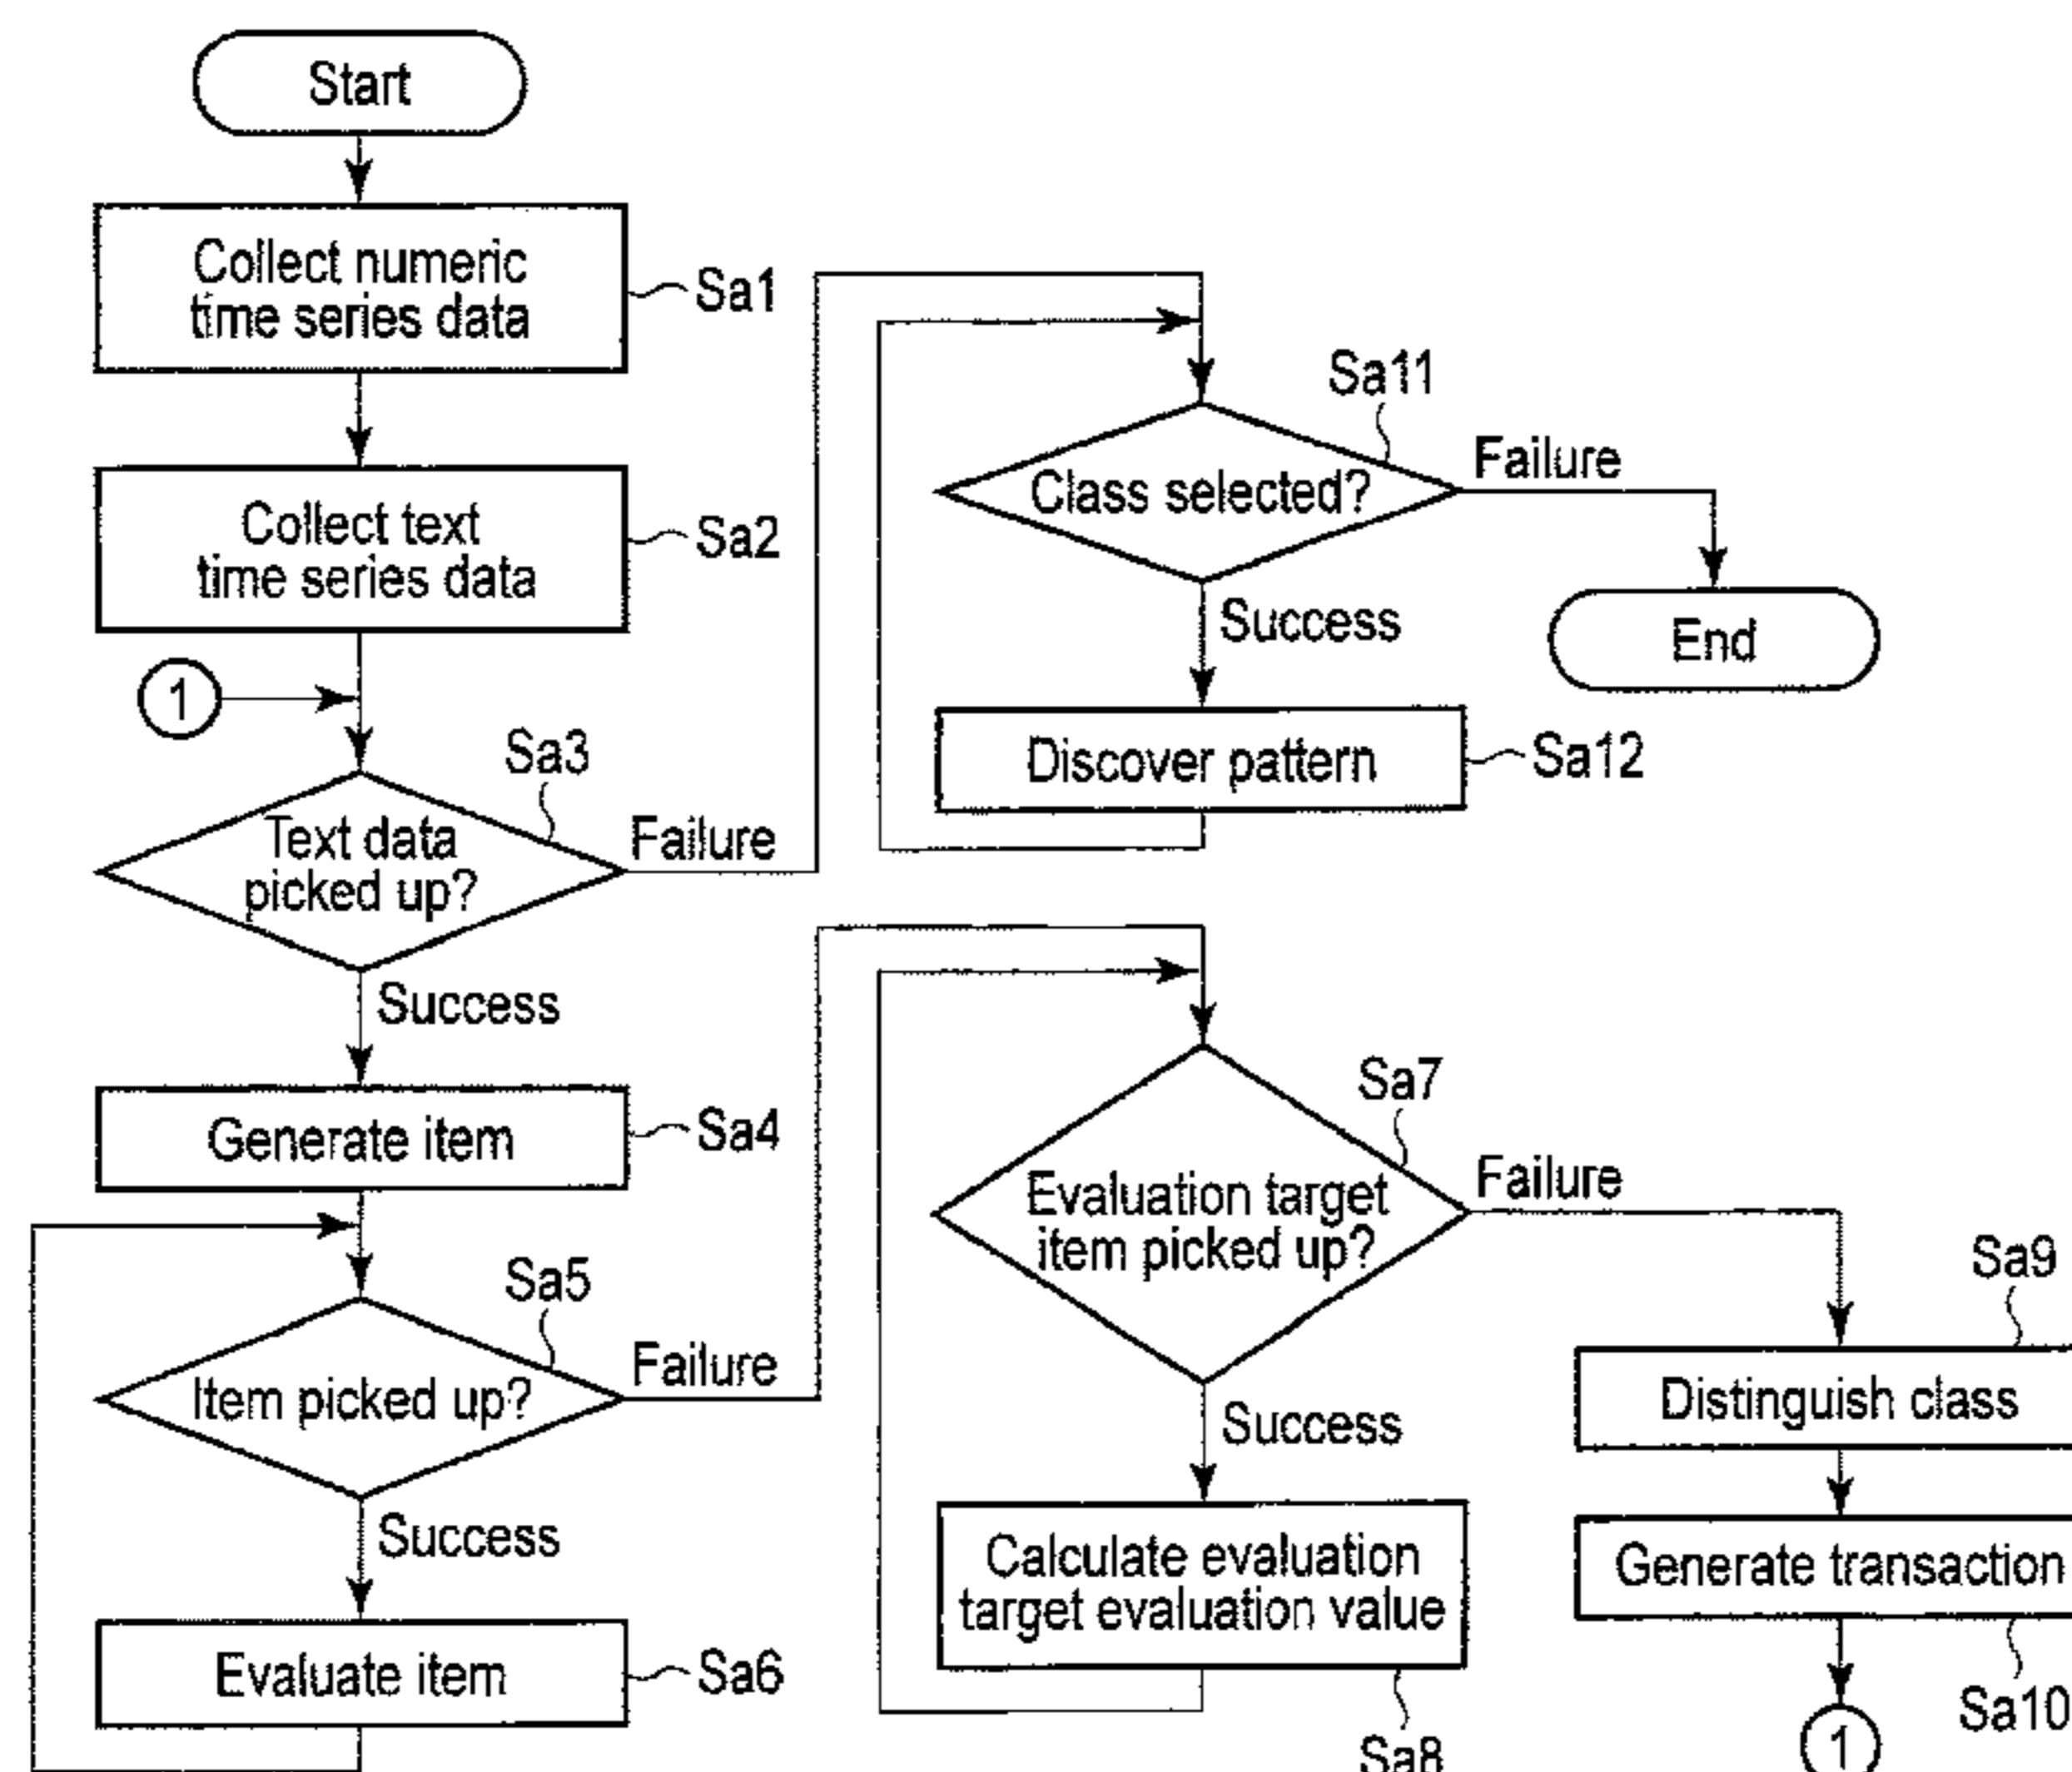 Start
Collect numeric
time series data
Sa1
Collect text
time series data
Sa2
1
Sa3
Text data
picked up?
Failure
Success
Generate item
Sa4
Sa5
Item picked up?
Failure
Success
Evaluate item
Sa6
Sa11
Class selected?
Failure
End
Success
Discover pattern
Sa12
Sa7
Evaluation target
item picked up?
Failure
Success
Calculate evaluation
target evaluation value
Sa8
Sa9
Distinguish class
Generate transaction
Sa10
1